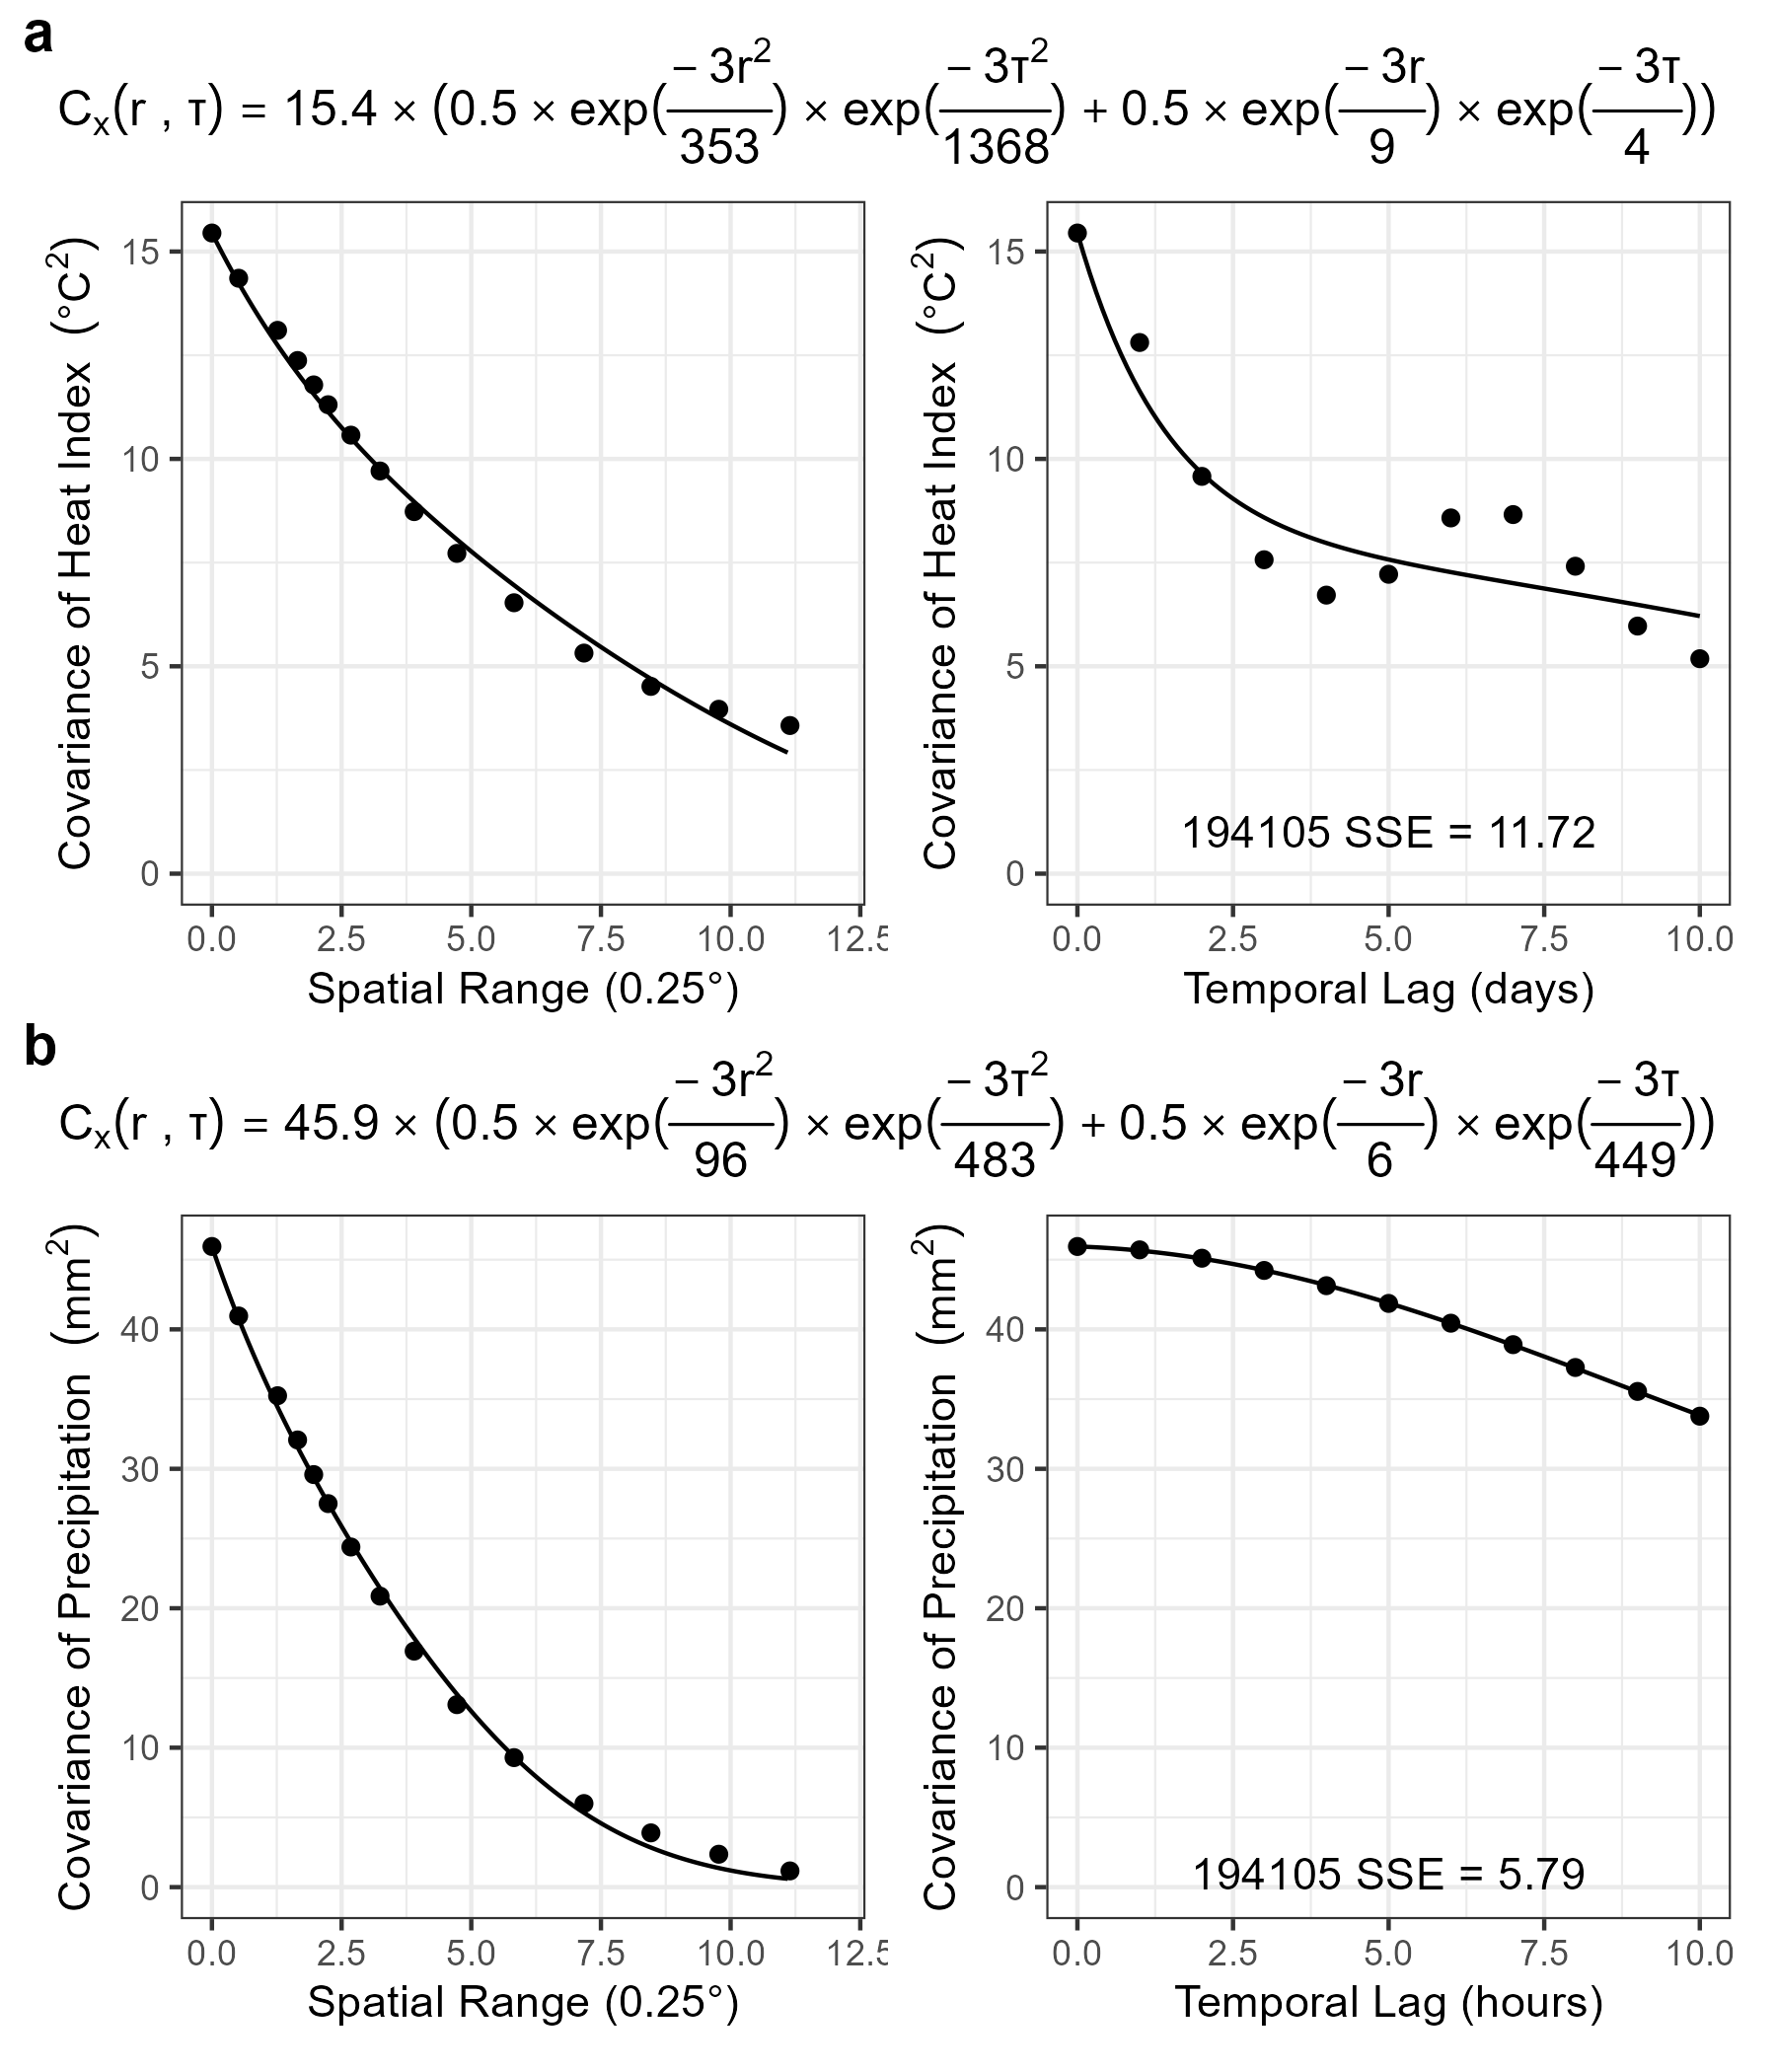 a
Cₓ(r , τ) = 15.4 × (0.5 × exp(− 3r²/353) × exp(− 3τ²/1368) + 0.5 × exp(− 3r/9) × exp(− 3τ/4))
Covariance of Heat Index (°C²)
15
10
5
0
0.0 2.5 5.0 7.5 10.0 12.5
Spatial Range (0.25°)
Covariance of Heat Index (°C²)
15
10
5
0
194105 SSE = 11.72
0.0 2.5 5.0 7.5 10.0
Temporal Lag (days)
b
Cₓ(r , τ) = 45.9 × (0.5 × exp(− 3r²/96) × exp(− 3τ²/483) + 0.5 × exp(− 3r/6) × exp(− 3τ/449))
Covariance of Precipitation (mm²)
40
30
20
10
0
0.0 2.5 5.0 7.5 10.0 12.5
Spatial Range (0.25°)
Covariance of Precipitation (mm²)
40
30
20
10
0
194105 SSE = 5.79
0.0 2.5 5.0 7.5 10.0
Temporal Lag (hours)